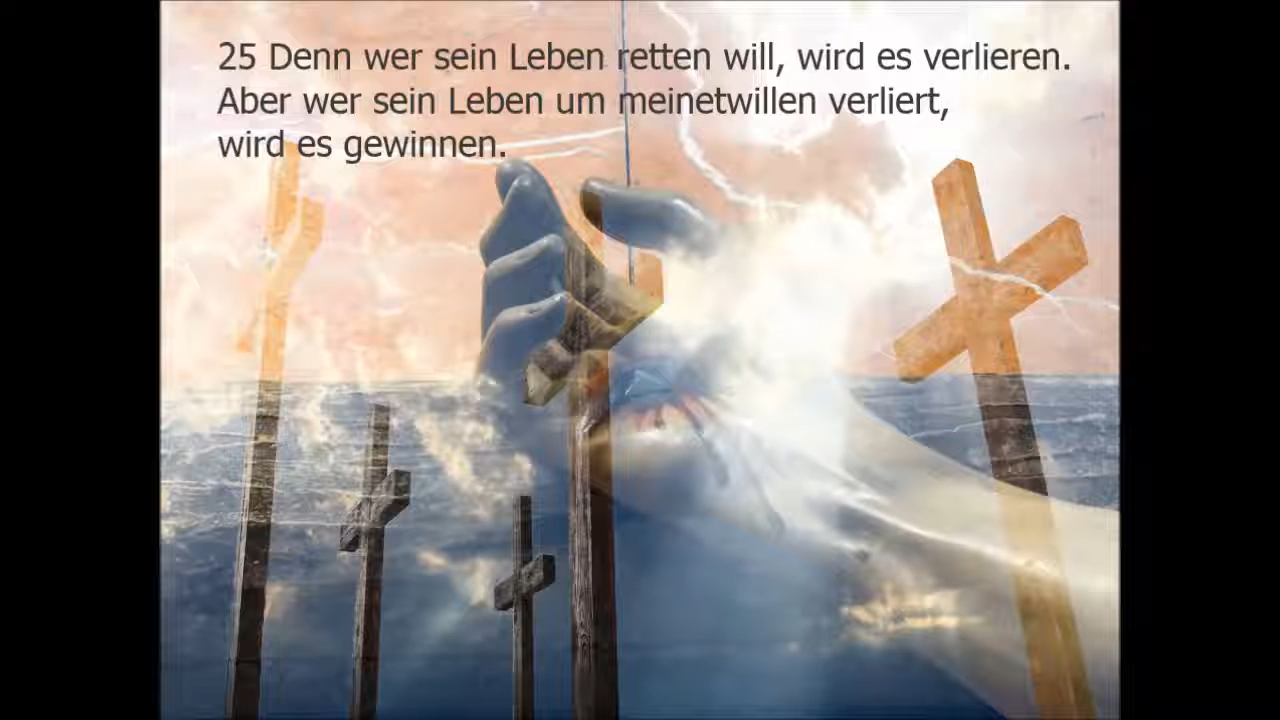 25 Denn wer sein Leben retten will, wird es verlieren.
Aber wer sein Leben um meinetwillen verliert,
wird es gewinnen.